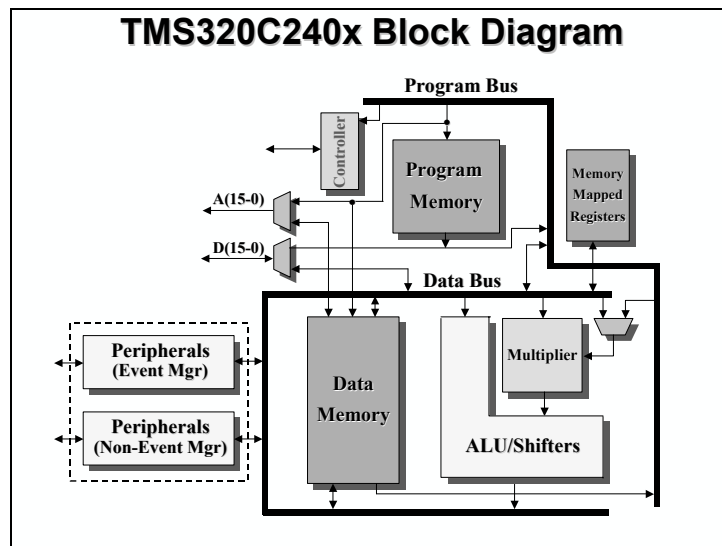 TMS320C240x Block Diagram
Program Bus
Controller
Program
Memory
Memory
Mapped
Registers
A(15-0)
D(15-0)
Data Bus
Peripherals
(Event Mgr)
Data
Memory
Multiplier
Peripherals
(Non-Event Mgr)
ALU/Shifters